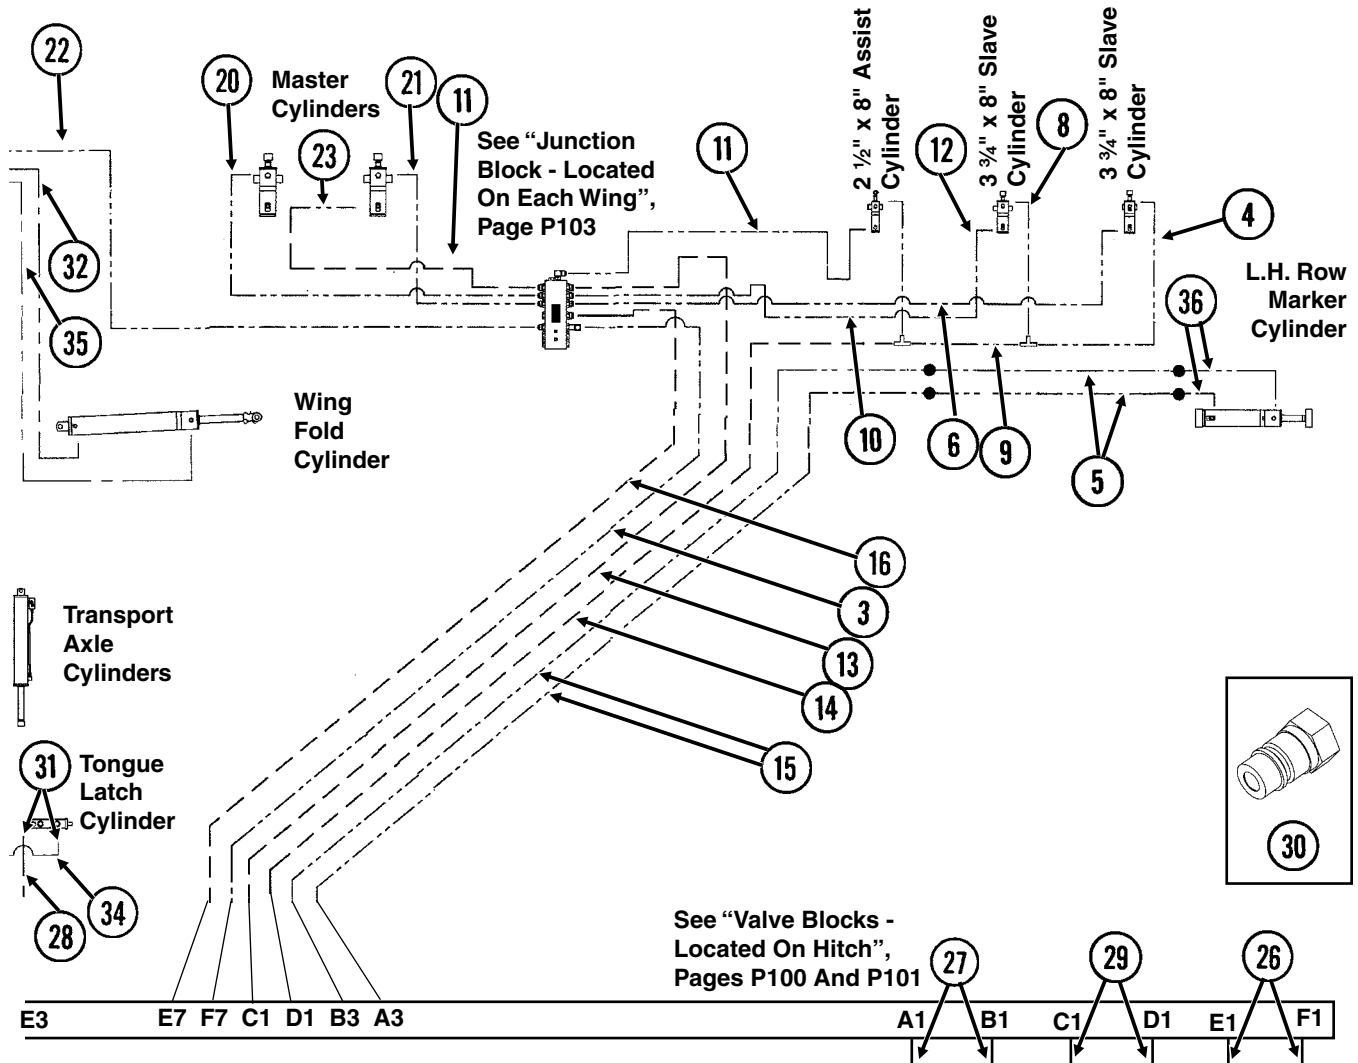 22
20
Master
Cylinders
21
11
23
See “Junction
Block - Located
On Each Wing”,
Page P103
11
2 ½" x 8" Assist
Cylinder
12
3 ¾" x 8" Slave
Cylinder
8
3 ¾" x 8" Slave
Cylinder
4
32
35
L.H. Row
Marker
Cylinder
36
Wing
Fold
Cylinder
10
6
9
5
16
3
13
14
15
Transport
Axle
Cylinders
31
Tongue
Latch
Cylinder
34
28
30
See “Valve Blocks -
Located On Hitch”,
Pages P100 And P101
27
29
26
E3 E7 F7 C1 D1 B3 A3 A1 B1 C1 D1 E1 F1